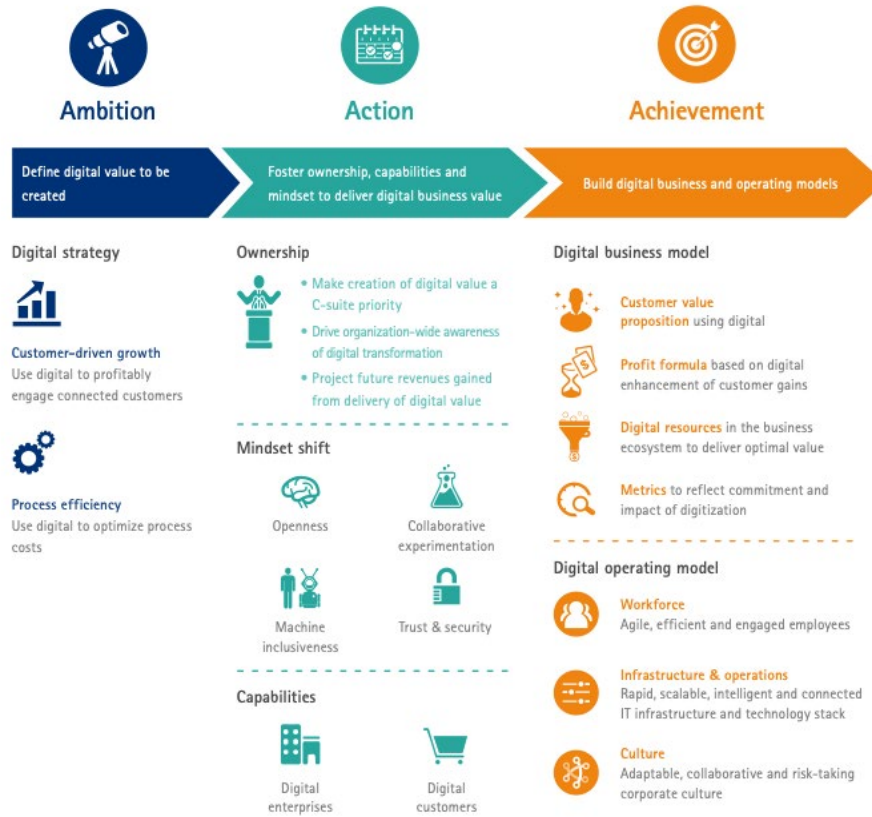 Ambition
Action
Achievement
Define digital value to be
created
Foster ownership, capabilities and
mindset to deliver digital business value
Build digital business and operating models
Digital strategy
Customer-driven growth
Use digital to profitably
engage connected customers
Process efficiency
Use digital to optimize process
costs
Ownership
• Make creation of digital value a
C-suite priority
• Drive organization-wide awareness
of digital transformation
• Project future revenues gained
from delivery of digital value
Mindset shift
Openness
Collaborative
experimentation
Machine
inclusiveness
Trust & security
Capabilities
Digital
enterprises
Digital
customers
Digital business model
Customer value
proposition using digital
Profit formula based on digital
enhancement of customer gains
Digital resources in the business
ecosystem to deliver optimal value
Metrics to reflect commitment and
impact of digitization
Digital operating model
Workforce
Agile, efficient and engaged employees
Infrastructure & operations
Rapid, scalable, intelligent and connected
IT infrastructure and technology stack
Culture
Adaptable, collaborative and risk-taking
corporate culture